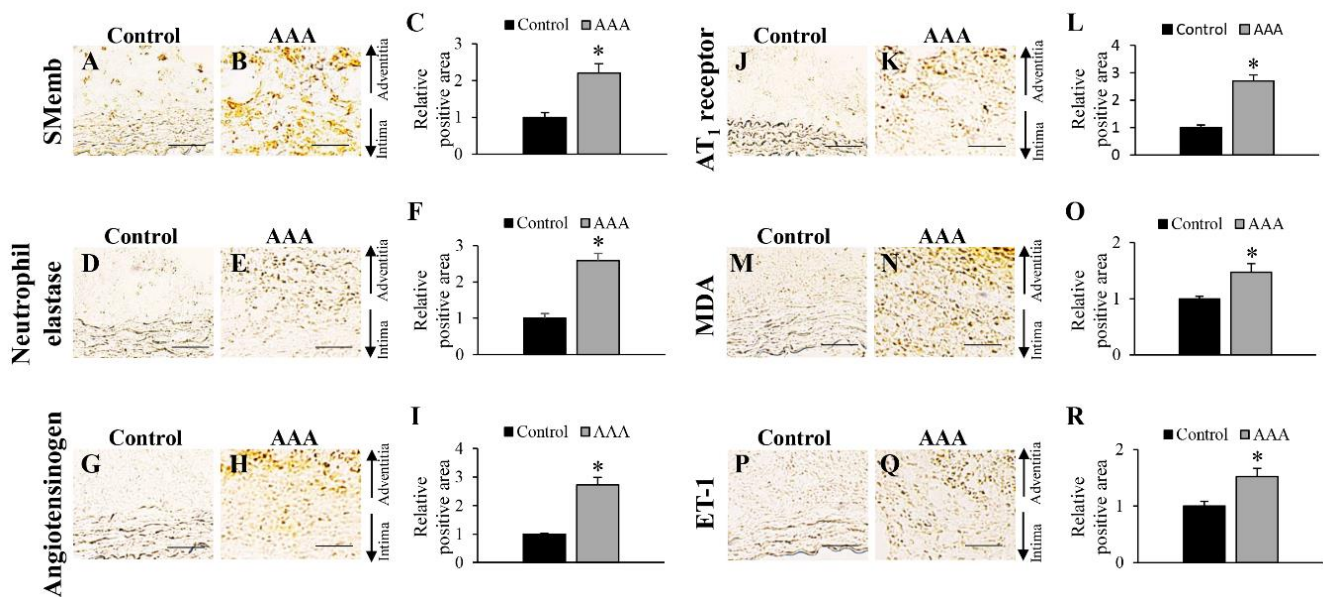 Control AAA
SMemb
A
B
Adventitia
Intima
C
Control AAA
Relative
positive area
3
2
1
0
*
Control AAA
AT1 receptor
J
K
Adventitia
Intima
L
Control AAA
Relative
positive area
4
3
2
1
0
*
Control AAA
Neutrophil
elastase
D
E
Adventitia
Intima
F
Control AAA
Relative
positive area
3
2
1
0
*
Control AAA
MDA
M
N
Adventitia
Intima
O
Control AAA
Relative
positive area
2
1
0
*
Control AAA
Angiotensinogen
G
H
Adventitia
Intima
I
Control AAA
Relative
positive area
4
3
2
1
0
*
Control AAA
ET-1
P
Q
Adventitia
Intima
R
Control AAA
Relative
positive area
2
1
0
*